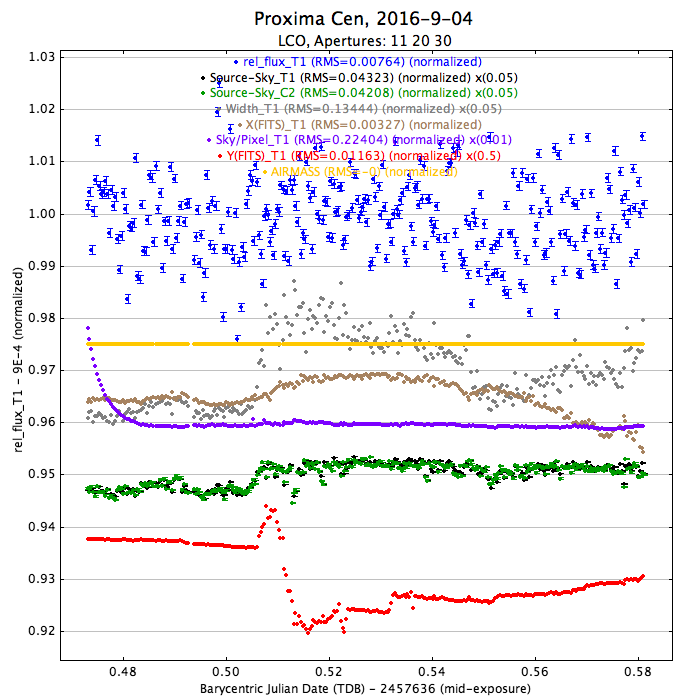 Proxima Cen, 2016-9-04
LCO, Apertures: 11 20 30
rel_flux_T1 (RMS=0.00764) (normalized)
Source-Sky_T1 (RMS=0.04323) (normalized) x(0.05)
Source-Sky_C2 (RMS=0.04208) (normalized) x(0.05)
Width_T1 (RMS=0.13444) (normalized) x(0.05)
X(FITS)_T1 (RMS=0.00327) (normalized)
Sky/Pixel_T1 (RMS=0.22404) (normalized) x(0.01)
Y(FITS)_T1 (RMS=0.01163) (normalized) x(0.5)
AIRMASS (RMS=-0) (normalized)
1.03
1.02
1.01
1.00
0.99
0.98
0.97
0.96
0.95
0.94
0.93
0.92
rel_flux_T1 - 9E-4 (normalized)
0.48 0.50 0.52 0.54 0.56 0.58
Barycentric Julian Date (TDB) - 2457636 (mid-exposure)